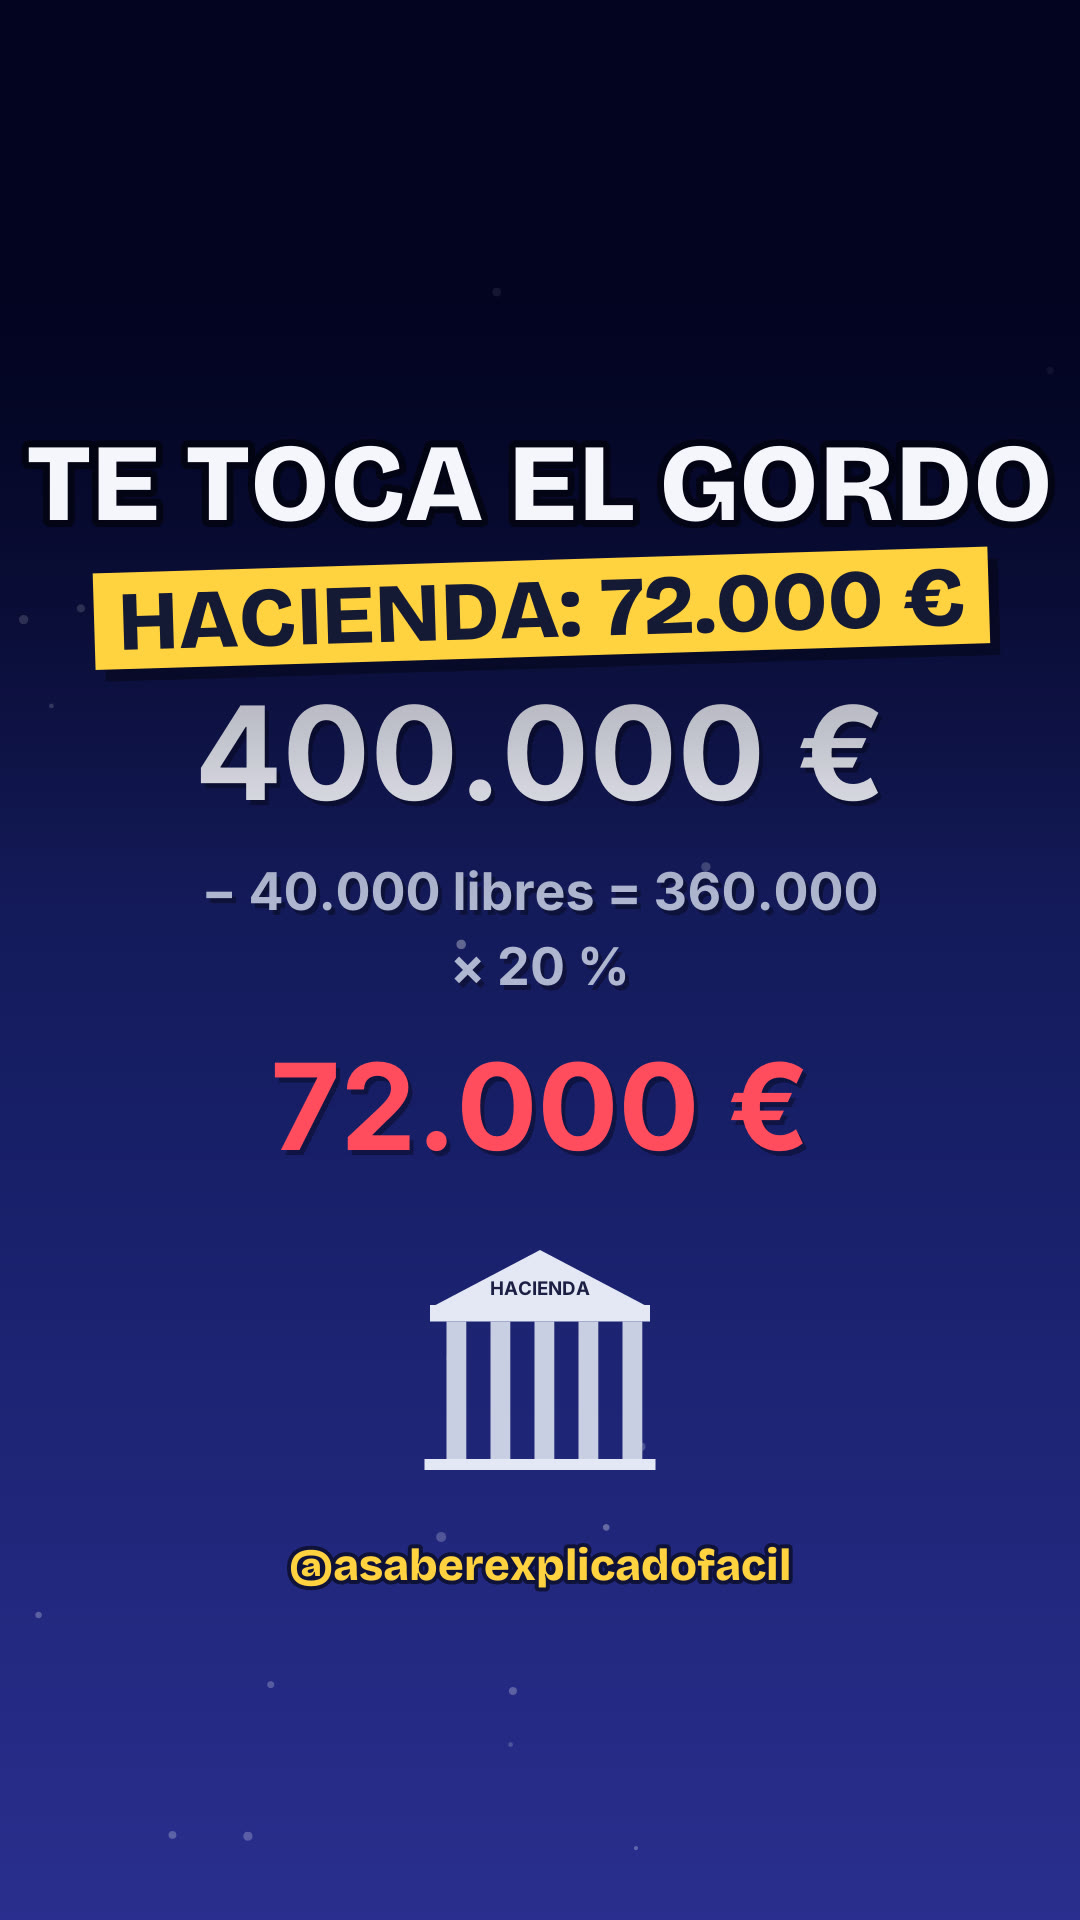 TE TOCA EL GORDO
HACIENDA: 72.000 €
400.000 €
– 40.000 libres = 360.000
× 20 %
72.000 €
HACIENDA
@asaberexplicadofacil